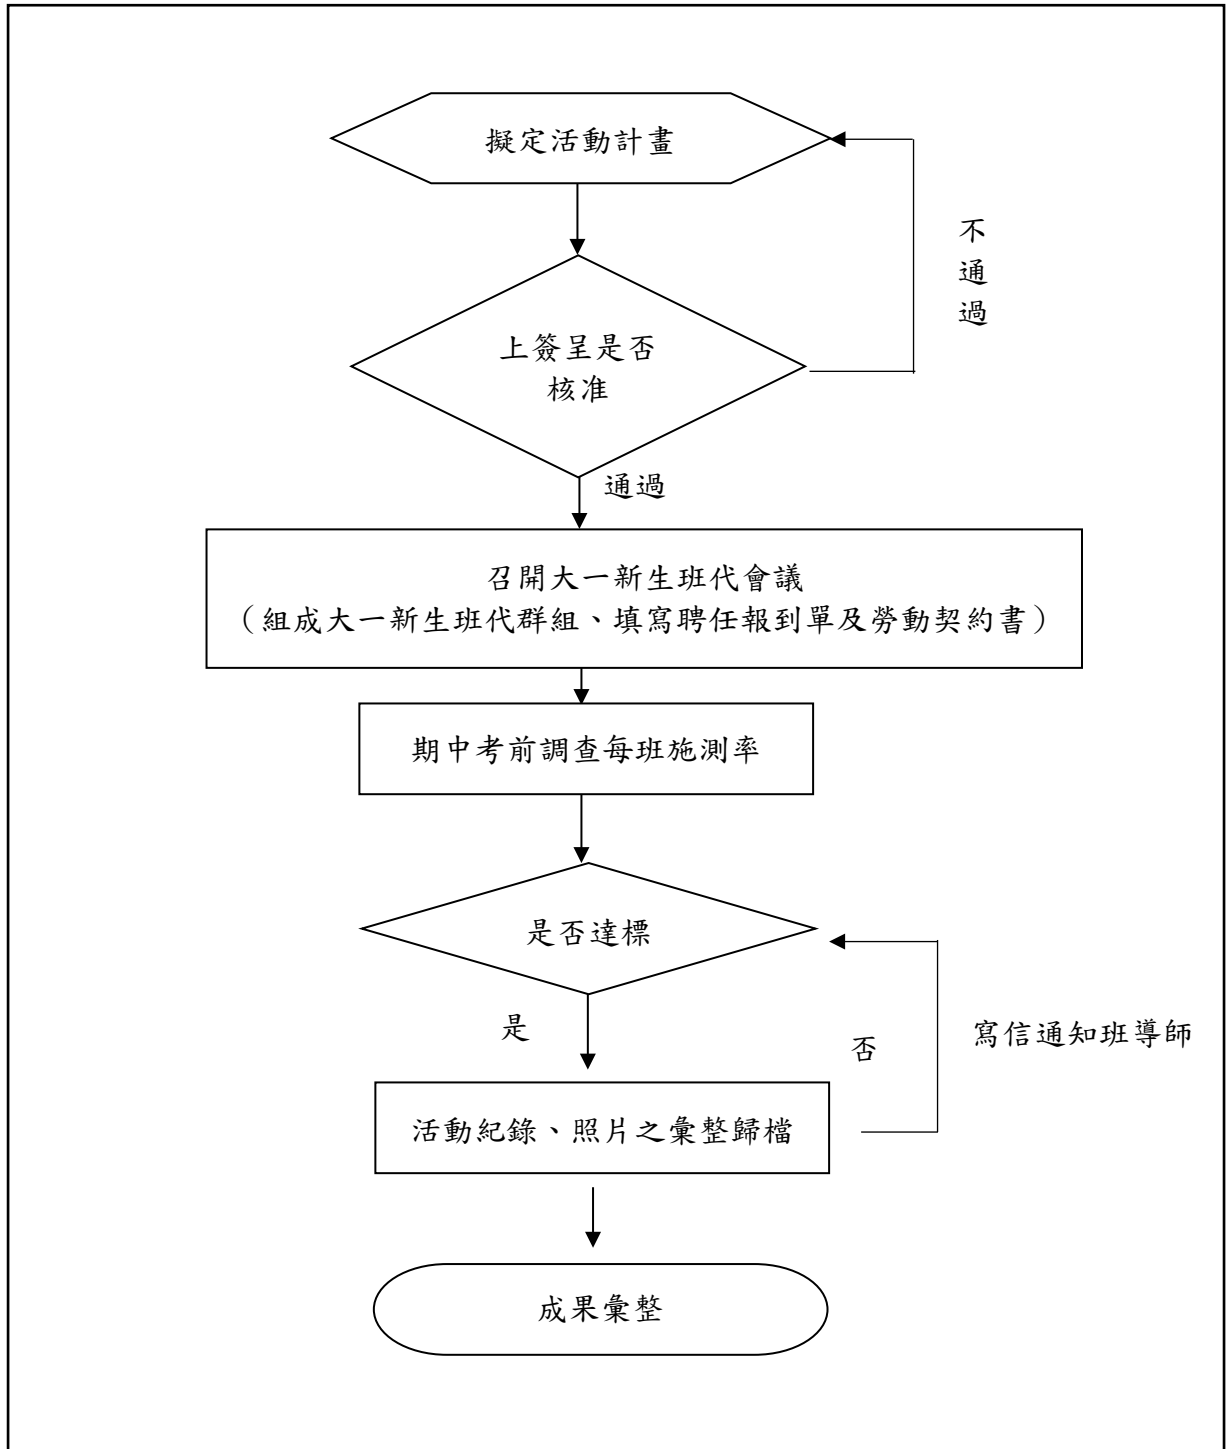 擬定活動計畫
不
通
過
上簽呈是否
核准
通過
召開大一新生班代會議
（組成大一新生班代群組、填寫聘任報到單及勞動契約書）
期中考前調查每班施測率
是否達標
是
否
寫信通知班導師
活動紀錄、照片之彙整歸檔
成果彙整